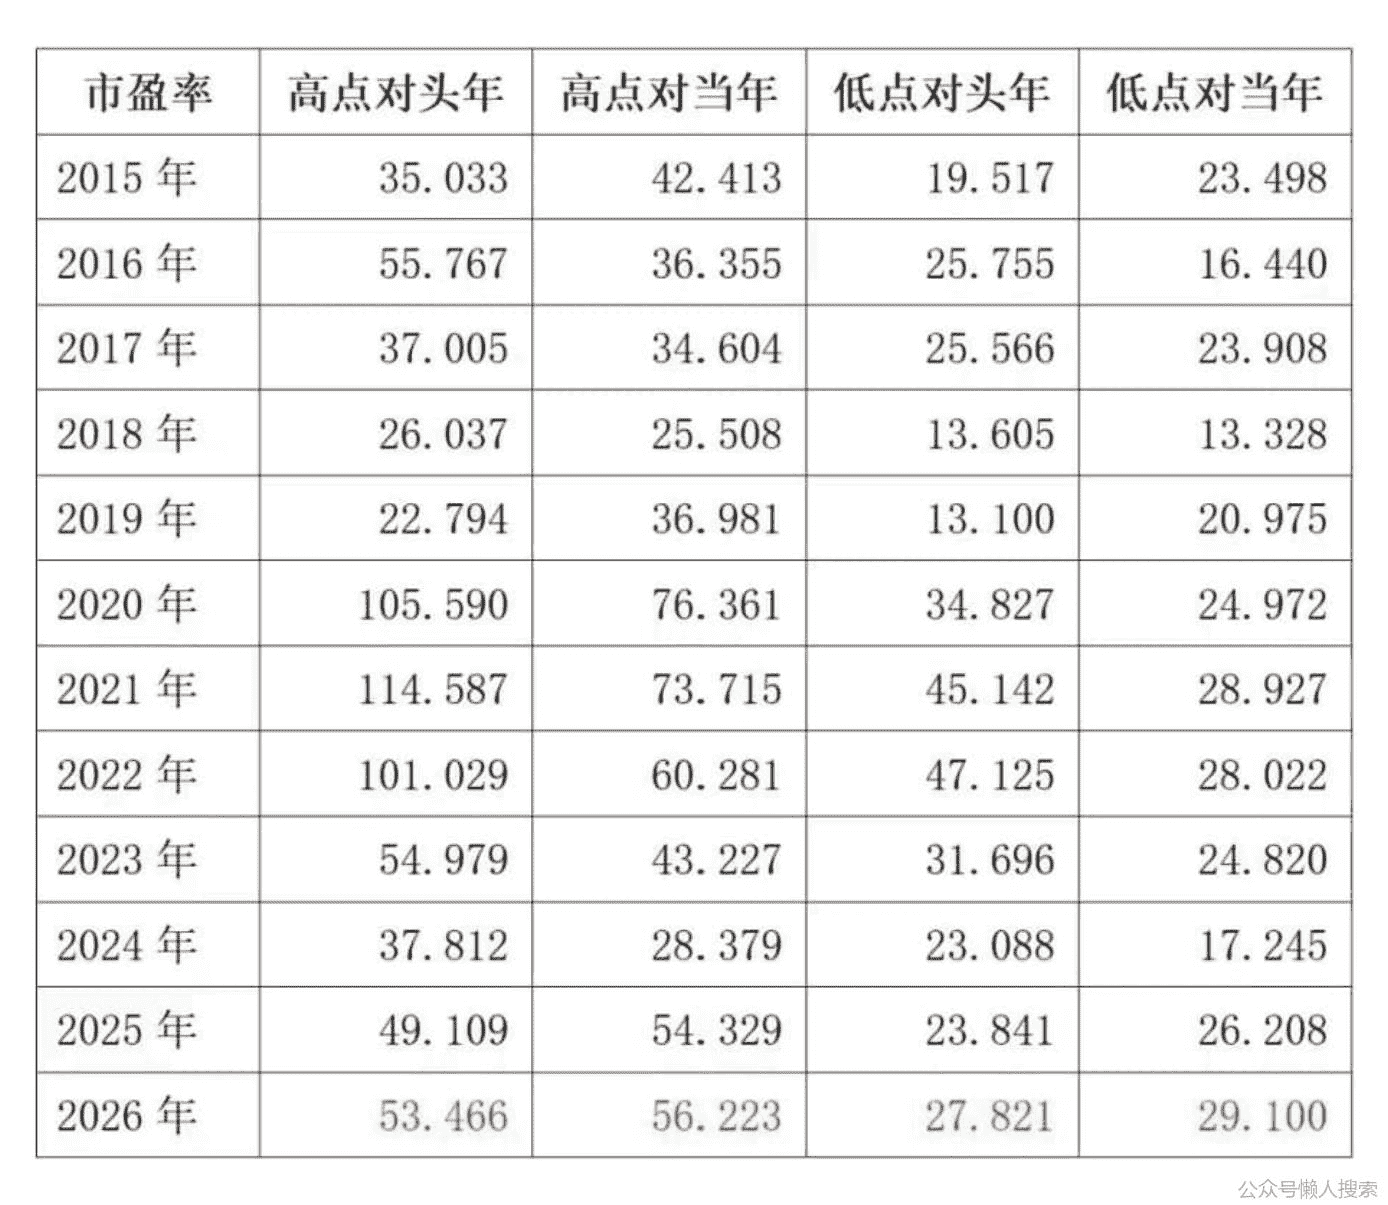 市盈率 高点对头年 高点对当年 低点对头年 低点对当年
2015年 35.033 42.413 19.517 23.498
2016年 55.767 36.355 25.755 16.440
2017年 37.005 34.604 25.566 23.908
2018年 26.037 25.508 13.605 13.328
2019年 22.794 36.981 13.100 20.975
2020年 105.590 76.361 34.827 24.972
2021年 114.587 73.715 45.142 28.927
2022年 101.029 60.281 47.125 28.022
2023年 54.979 43.227 31.696 24.820
2024年 37.812 28.379 23.088 17.245
2025年 49.109 54.329 23.841 26.208
2026年 53.466 56.223 27.821 29.100
公众号懒人搜索